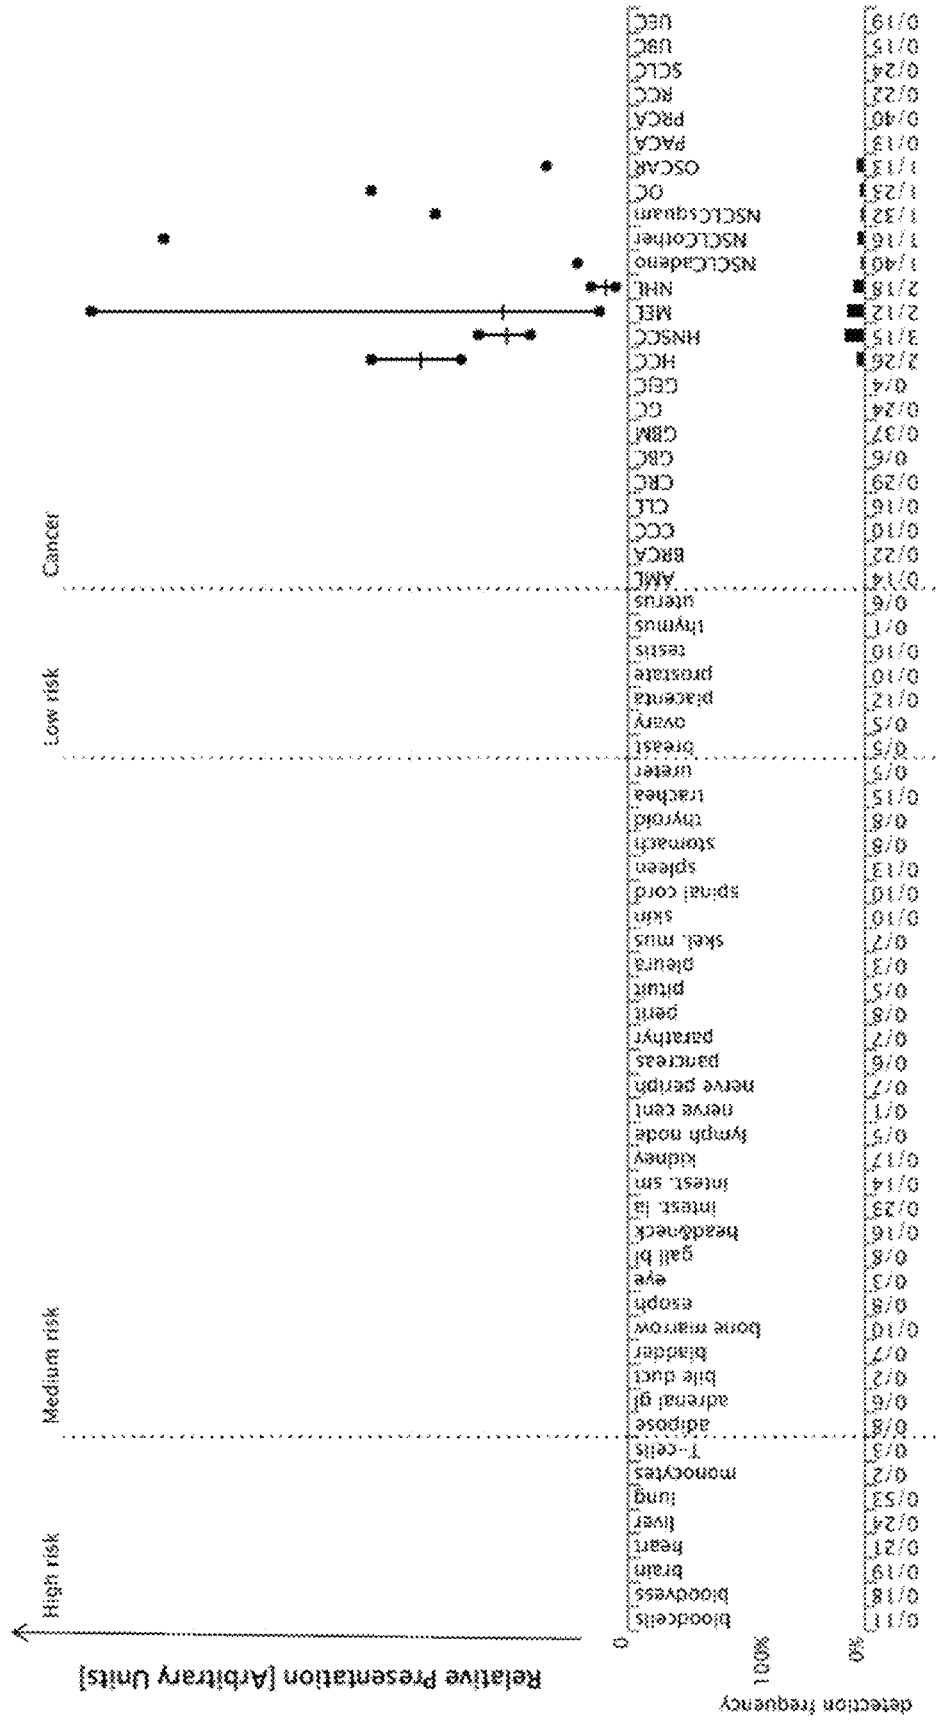 Relative Presentation [Arbitrary Units]
High risk
Medium risk
Low risk
Cancer
0
bloodcells
bloodvess
brain
heart
liver
lung
monocytes
T-cells
adipose
adrenal gl
bile duct
bladder
bone marrow
esoph
eye
gall bl
head&neck
intest. la
intest. sm
kidney
lymph node
nerve cent
nerve periph
pancreas
parathyr
perit
pituit
pleura
skel. mus
skin
spinal cord
spleen
stomach
thyroid
trachea
ureter
breast
ovary
placenta
prostate
testis
thymus
uterus
AML
BRCA
CCC
CLL
CRC
GBC
GBM
GC
GEJC
HCC
HNSCC
MEL
NHL
NSCLCadeno
NSCLCother
NSCLCsquam
OC
OSCAR
PACA
PRCA
RCC
SCLC
UBC
UEC
detection frequency
100%
0%
0/11
0/18
0/19
0/21
0/24
0/53
0/2
0/3
0/8
0/6
0/2
0/7
0/10
0/8
0/3
0/8
0/16
0/14
0/17
0/5
0/1
0/7
0/6
0/7
0/8
0/5
0/3
0/7
0/10
0/10
0/13
0/8
0/8
0/15
0/5
0/5
0/5
0/12
0/10
0/10
0/1
0/6
0/14
0/22
0/10
0/16
0/29
0/6
0/37
0/24
0/4
2/26
3/15
2/12
2/18
1/40
1/16
1/32
1/23
1/13
0/19
0/40
0/22
0/24
0/15
0/19